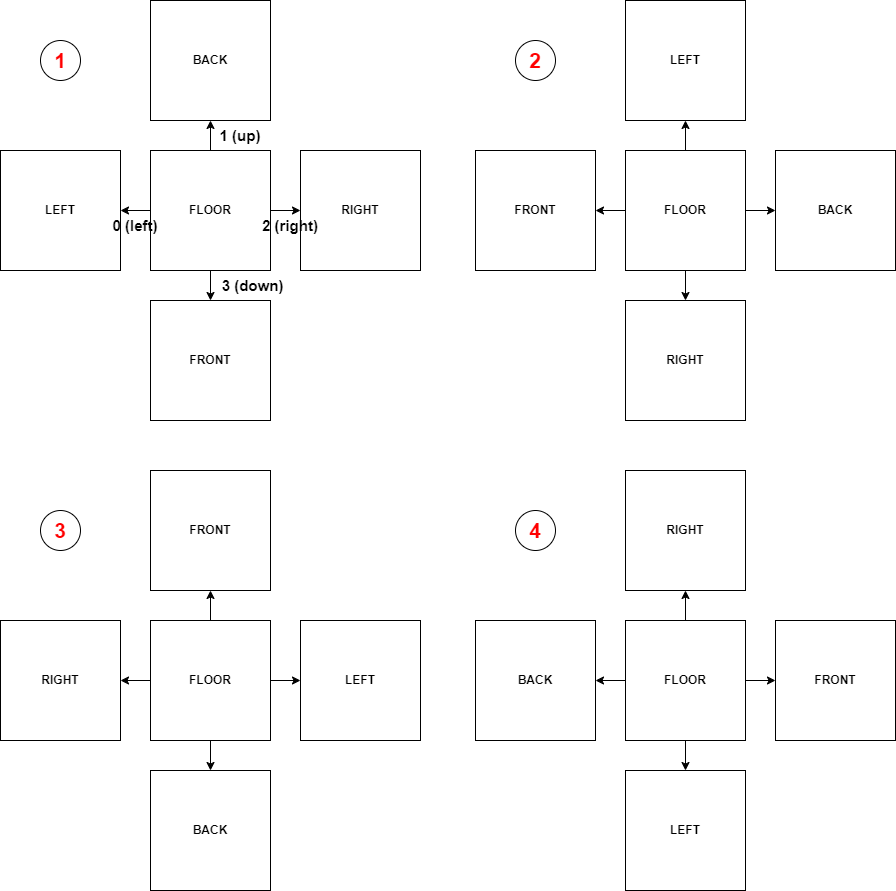 1
BACK
1 (up)
LEFT
0 (left)
FLOOR
2 (right)
RIGHT
3 (down)
FRONT
2
LEFT
FRONT
FLOOR
BACK
RIGHT
3
FRONT
RIGHT
FLOOR
LEFT
BACK
4
RIGHT
BACK
FLOOR
FRONT
LEFT